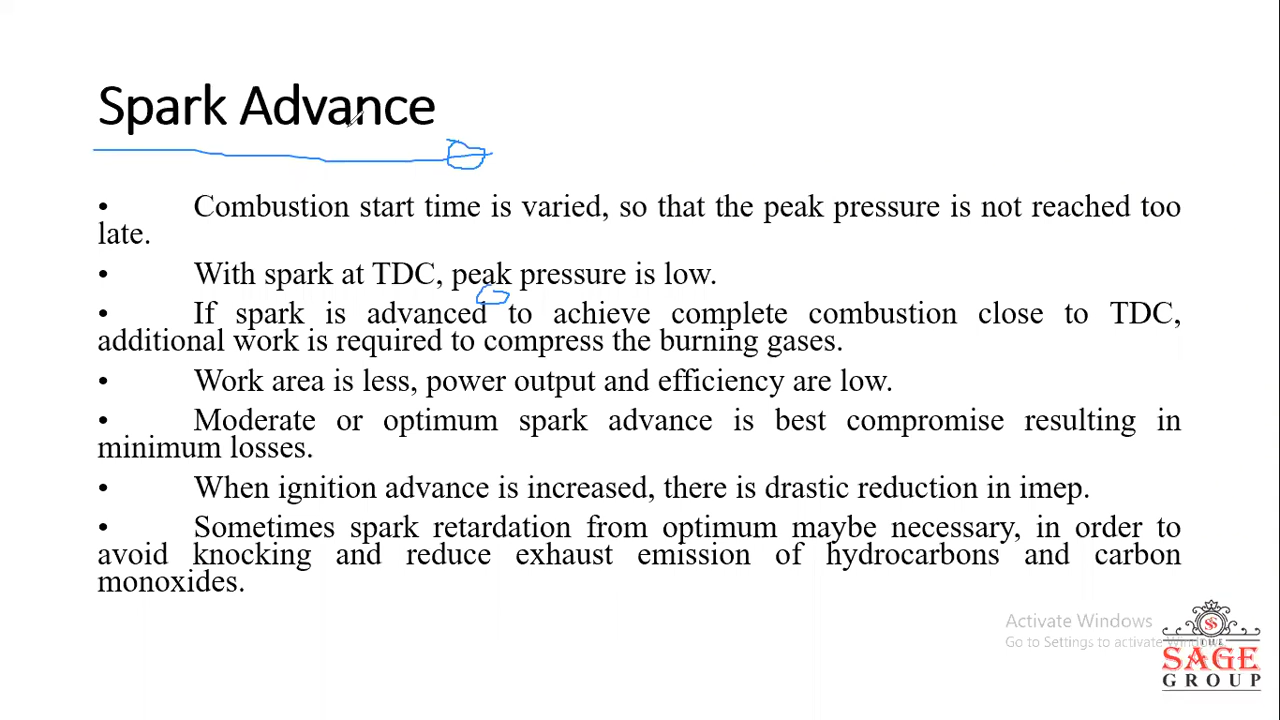 Spark Advance
• Combustion start time is varied, so that the peak pressure is not reached too
late.
• With spark at TDC, peak pressure is low.
• If spark is advanced to achieve complete combustion close to TDC,
additional work is required to compress the burning gases.
• Work area is less, power output and efficiency are low.
• Moderate or optimum spark advance is best compromise resulting in
minimum losses.
• When ignition advance is increased, there is drastic reduction in imep.
• Sometimes spark retardation from optimum maybe necessary, in order to
avoid knocking and reduce exhaust emission of hydrocarbons and carbon
monoxides.
Activate Windows
Go to Settings to activate Windows.
THE
SAGE
GROUP